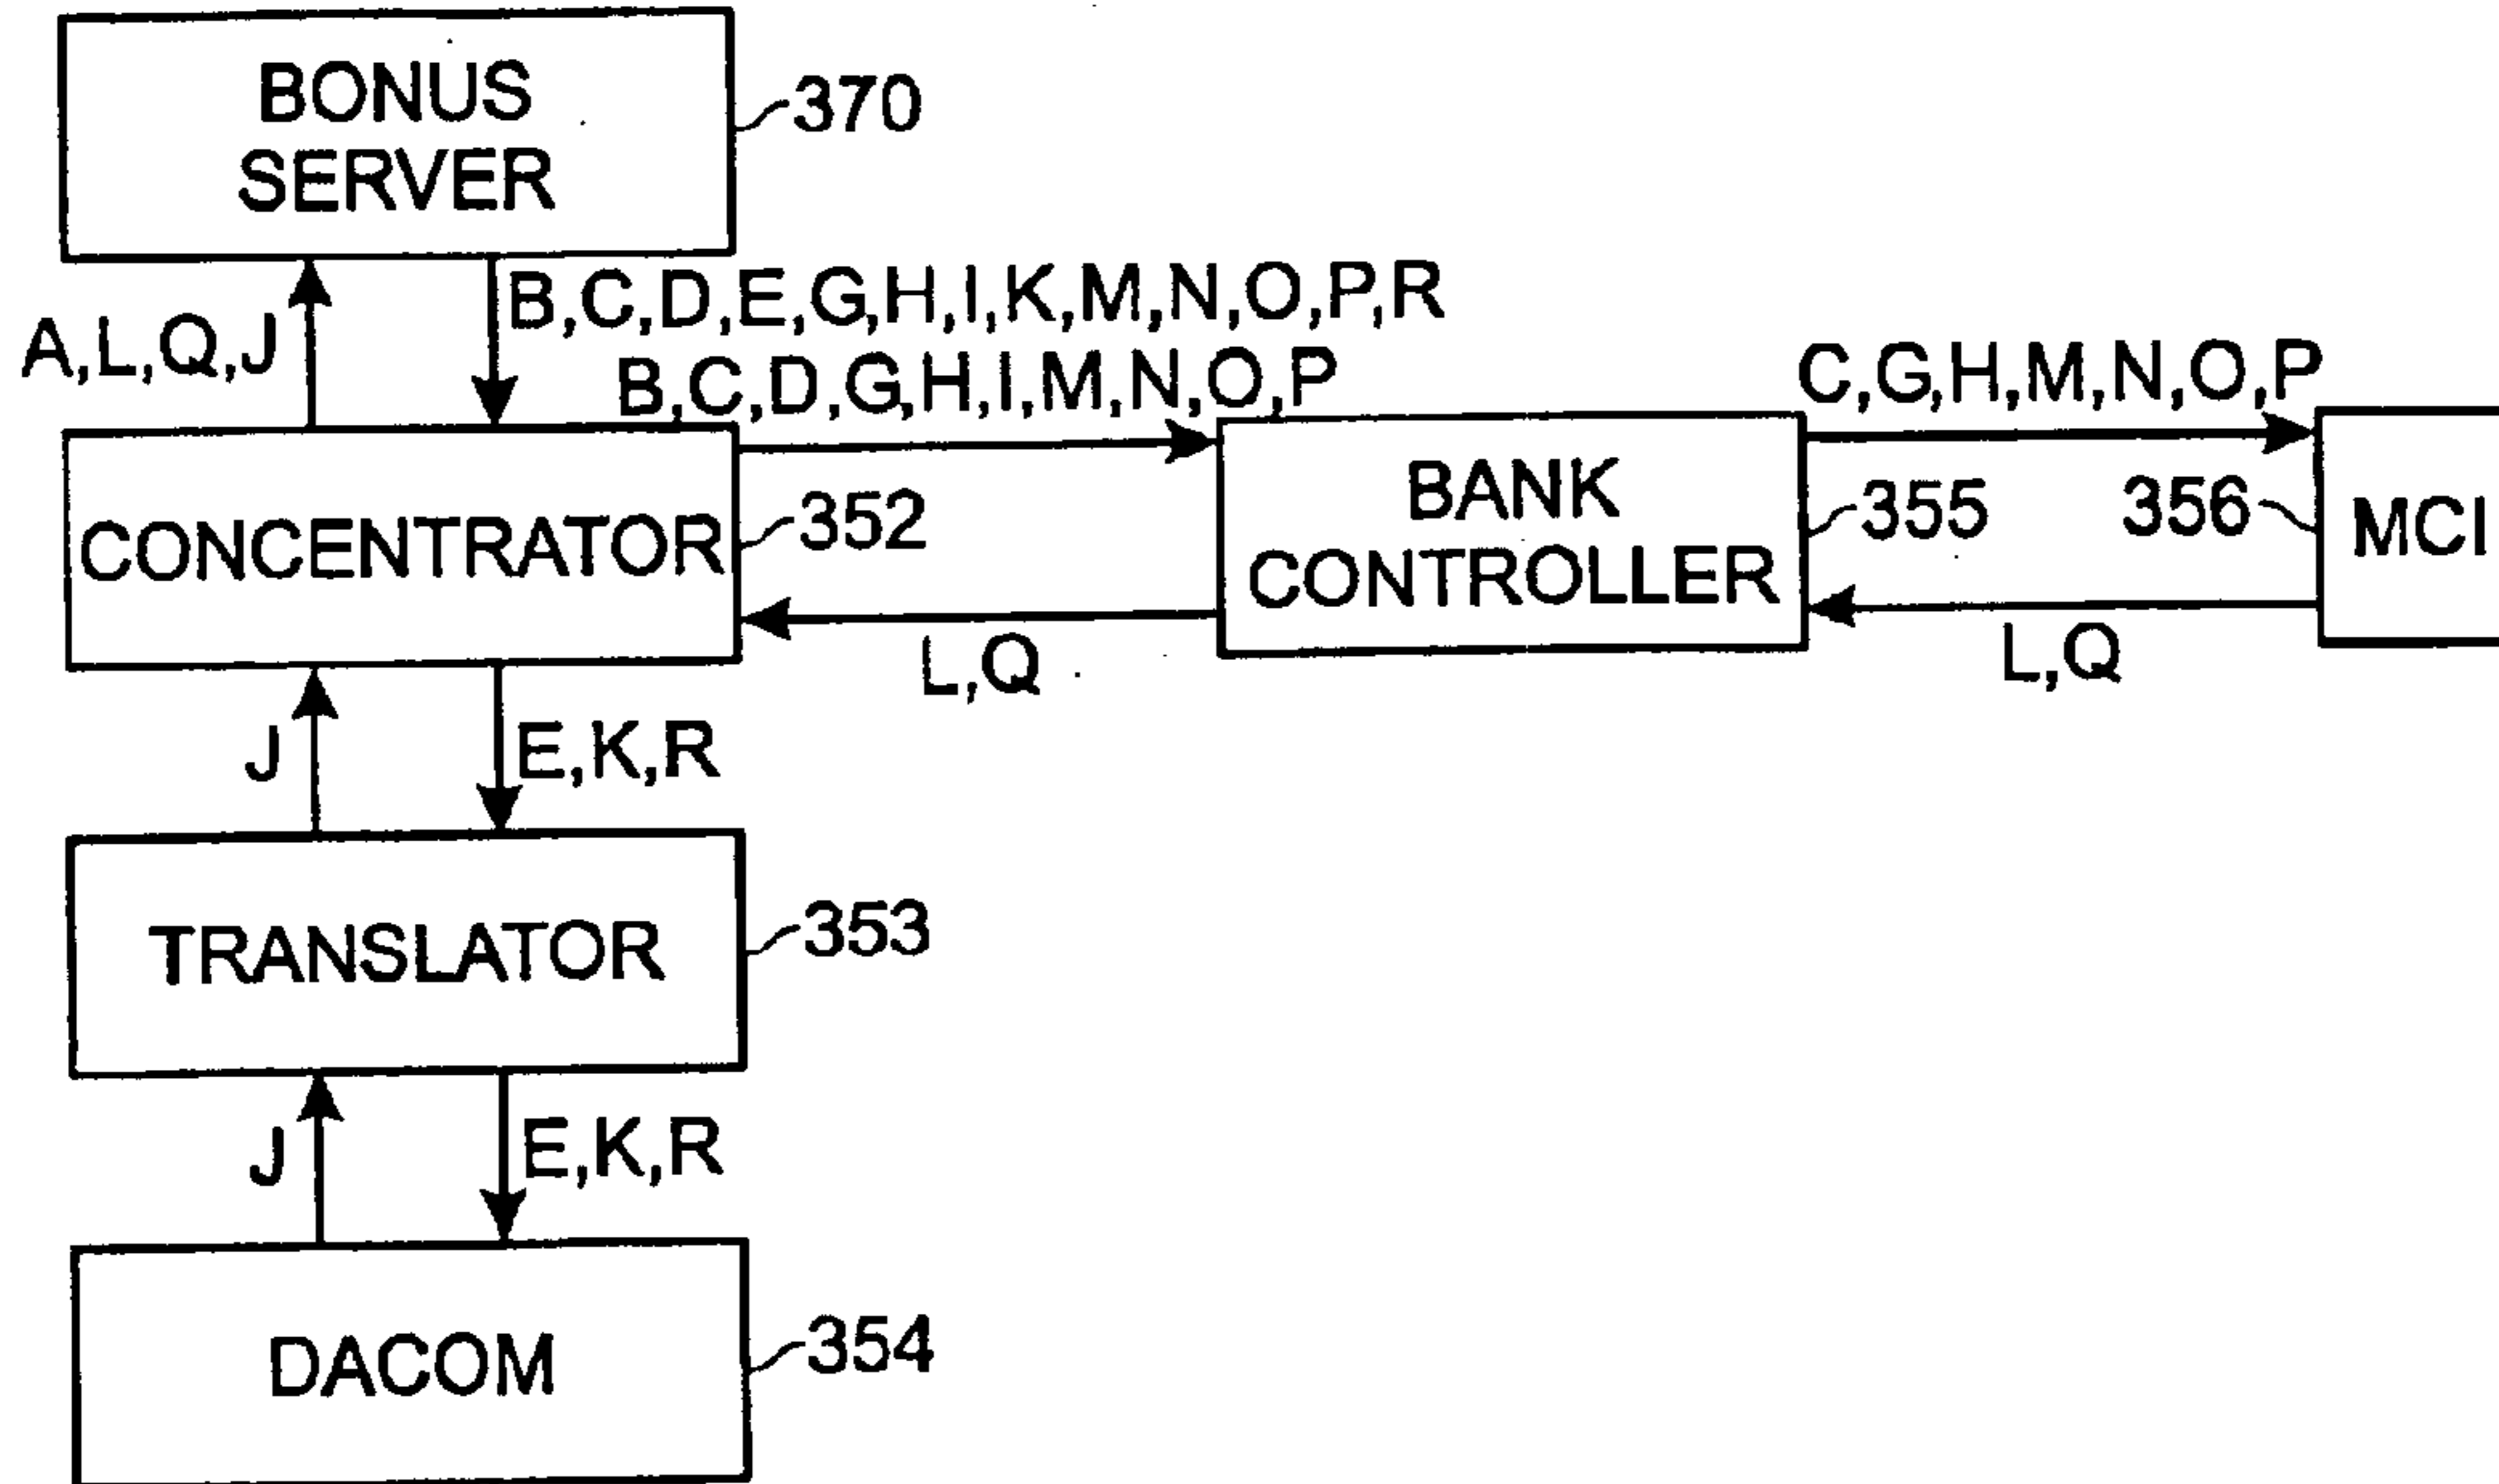 BONUS
SERVER
370
A,L,Q,J
B,C,D,E,G,H,I,K,M,N,O,P,R
B,C,D,G,H,I,M,N,O,P
C,G,H,M,N,O,P
CONCENTRATOR
352
BANK
CONTROLLER
355
356
MCI
L,Q
L,Q
J
E,K,R
TRANSLATOR
353
J
E,K,R
DACOM
354